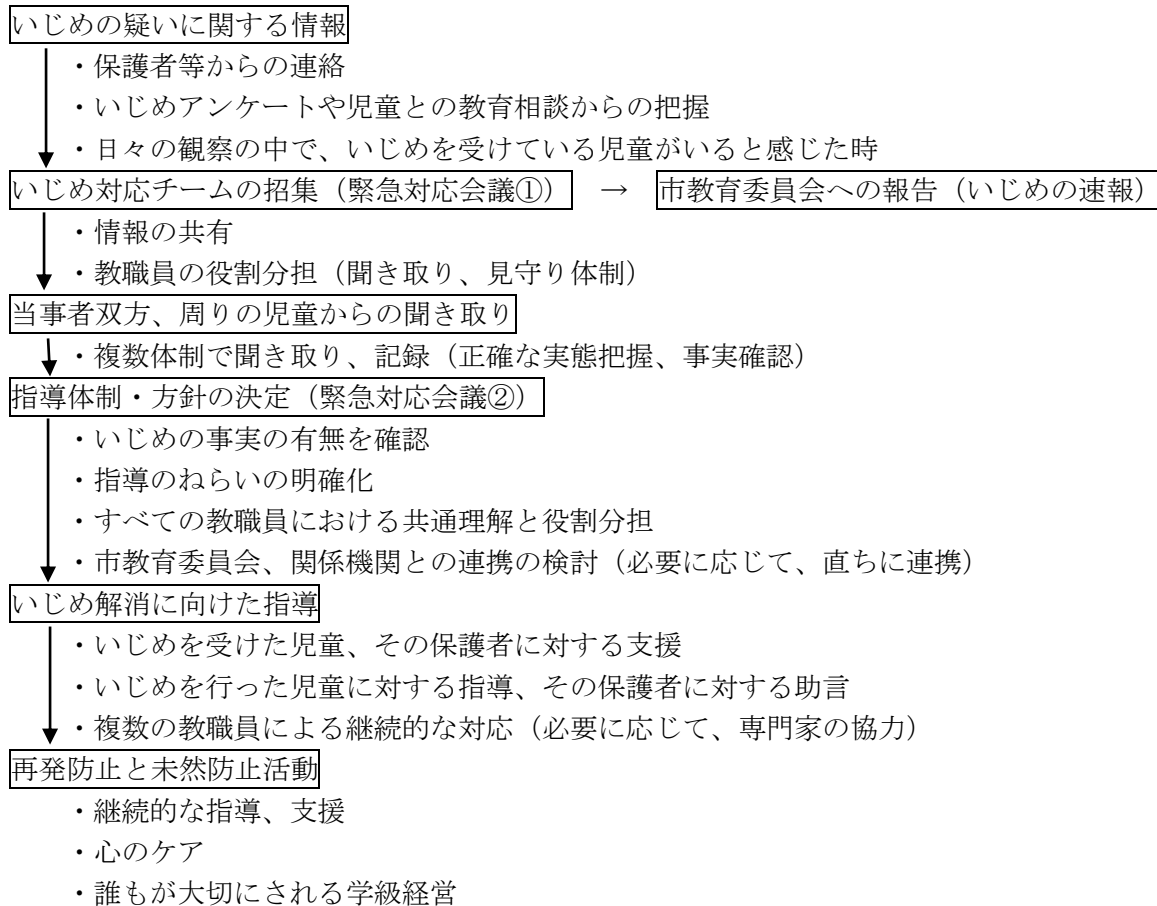 いじめの疑いに関する情報
・保護者等からの連絡
・いじめアンケートや児童との教育相談からの把握
・日々の観察の中で、いじめを受けている児童がいると感じた時
いじめ対応チームの招集（緊急対応会議①） → 市教育委員会への報告（いじめの速報）
・情報の共有
・教職員の役割分担（聞き取り、見守り体制）
当事者双方、周りの児童からの聞き取り
・複数体制で聞き取り、記録（正確な実態把握、事実確認）
指導体制・方針の決定（緊急対応会議②）
・いじめの事実の有無を確認
・指導のねらいの明確化
・すべての教職員における共通理解と役割分担
・市教育委員会、関係機関との連携の検討（必要に応じて、直ちに連携）
いじめ解消に向けた指導
・いじめを受けた児童、その保護者に対する支援
・いじめを行った児童に対する指導、その保護者に対する助言
・複数の教職員による継続的な対応（必要に応じて、専門家の協力）
再発防止と未然防止活動
・継続的な指導、支援
・心のケア
・誰もが大切にされる学級経営